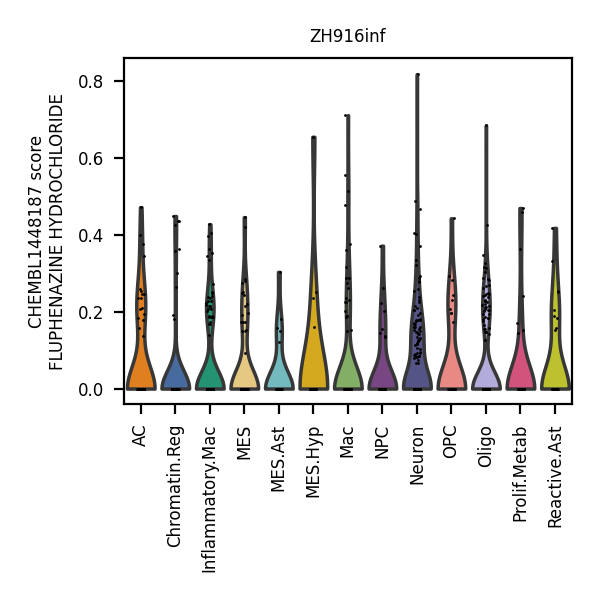 ZH916inf
CHEMBL1448187 score
FLUPHENAZINE HYDROCHLORIDE
0.8
0.6
0.4
0.2
0.0
AC
Chromatin.Reg
Inflammatory.Mac
MES
MES.Ast
MES.Hyp
Mac
NPC
Neuron
OPC
Oligo
Prolif.Metab
Reactive.Ast